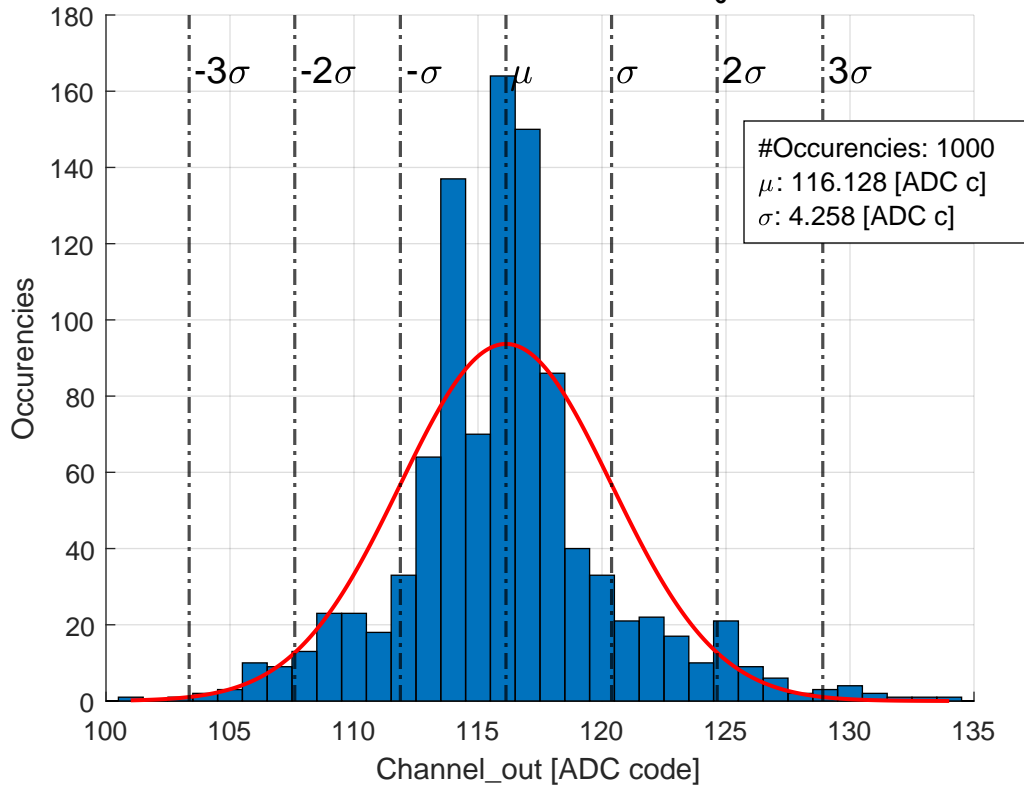 180
160
140
120
100
80
60
40
20
0
-3σ
-2σ
-σ
μ
σ
2σ
3σ
#Occurencies: 1000
μ: 116.128 [ADC c]
σ: 4.258 [ADC c]
Occurencies
100
105
110
115
120
125
130
135
Channel_out [ADC code]